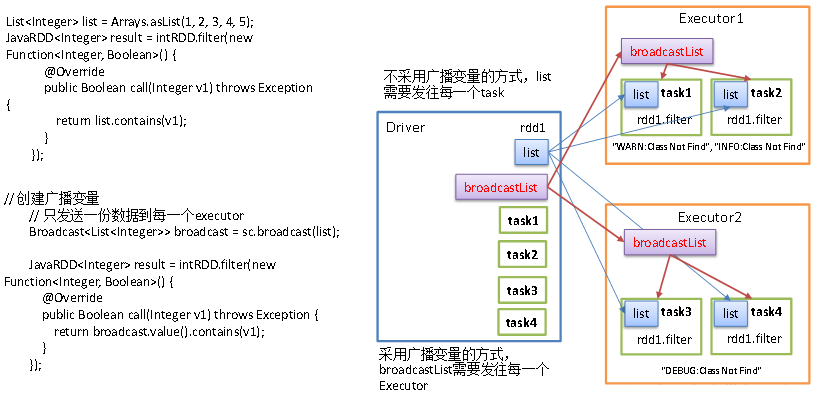 List<Integer> list = Arrays.asList(1, 2, 3, 4, 5);
JavaRDD<Integer> result = intRDD.filter(new
Function<Integer, Boolean>() {
@Override
public Boolean call(Integer v1) throws Exception
{
return list.contains(v1);
}
});
// 创建广播变量
// 只发送一份数据到每一个executor
Broadcast<List<Integer>> broadcast = sc.broadcast(list);
JavaRDD<Integer> result = intRDD.filter(new
Function<Integer, Boolean>() {
@Override
public Boolean call(Integer v1) throws Exception {
return broadcast.value().contains(v1);
}
});
不采用广播变量的方式，list
需要发往每一个task
Driver
rdd1
list
broadcastList
task1
task2
task3
task4
采用广播变量的方式，
broadcastList需要发往每一个
Executor
Executor1
broadcastList
list task1
rdd1.filter
list task2
rdd1.filter
"WARN:Class Not Find", "INFO:Class Not Find"
Executor2
broadcastList
list task3
rdd1.filter
list task4
rdd1.filter
"DEBUG:Class Not Find"